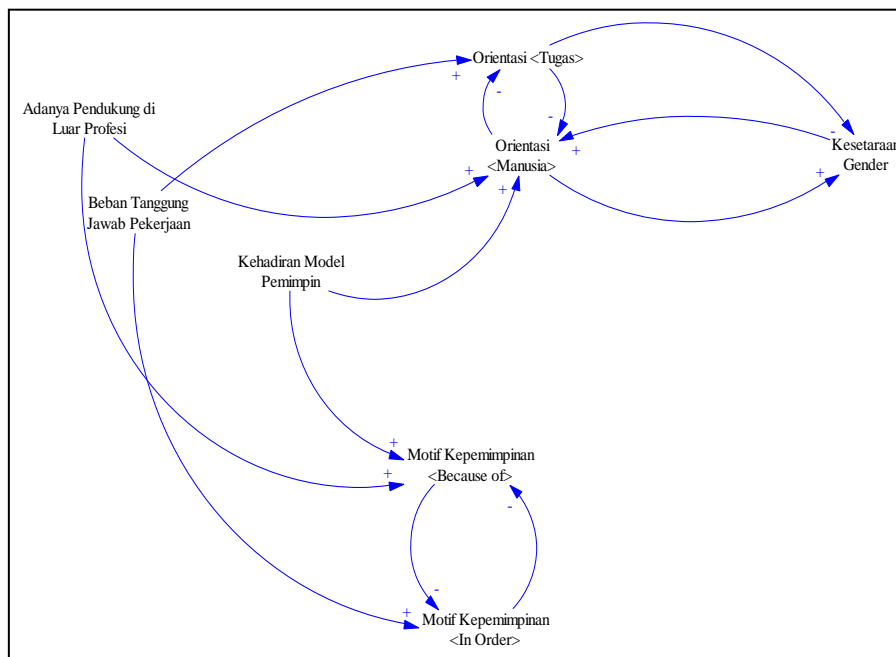 Orientasi <Tugas>
+
-
-
-
Adanya Pendukung di
Luar Profesi
Orientasi
<Manusia>
+
Kesetaraan
Gender
+
+
+
Beban Tanggung
Jawab Pekerjaan
Kehadiran Model
Pemimpin
+
+
Motif Kepemimpinan
<Because of>
-
-
+
Motif Kepemimpinan
<In Order>